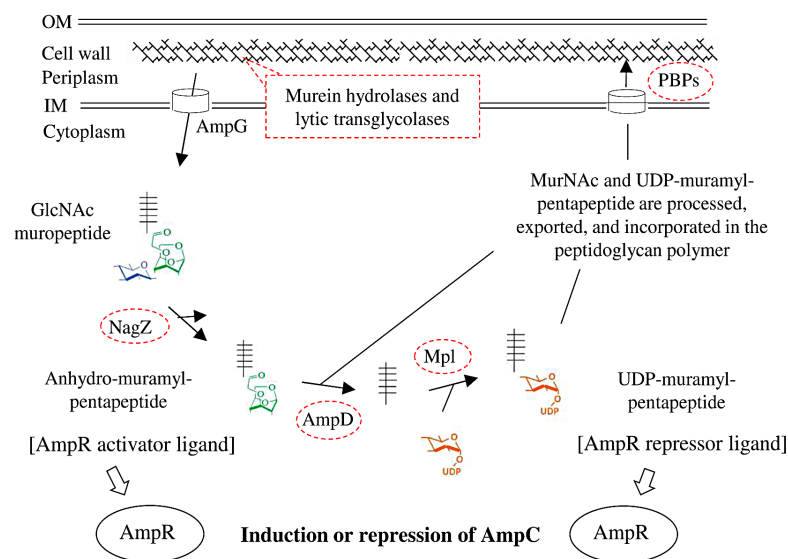 OM
Cell wall
Periplasm
PBPs
Murein hydrolases and
lytic transglycolases
IM
Cytoplasm
AmpG
MurNAc and UDP-muramyl-
pentapeptide are processed,
exported, and incorporated in the
peptidoglycan polymer
GlcNAc
muropeptide
O
O
O
O
O
O
O
NagZ
Mpl
Anhydro-muramyl-
pentapeptide
O
O
O
O
O
AmpD
O
O
UDP
UDP-muramyl-
pentapeptide
O
O
UDP
[AmpR activator ligand]
[AmpR repressor ligand]
AmpR
Induction or repression of AmpC
AmpR